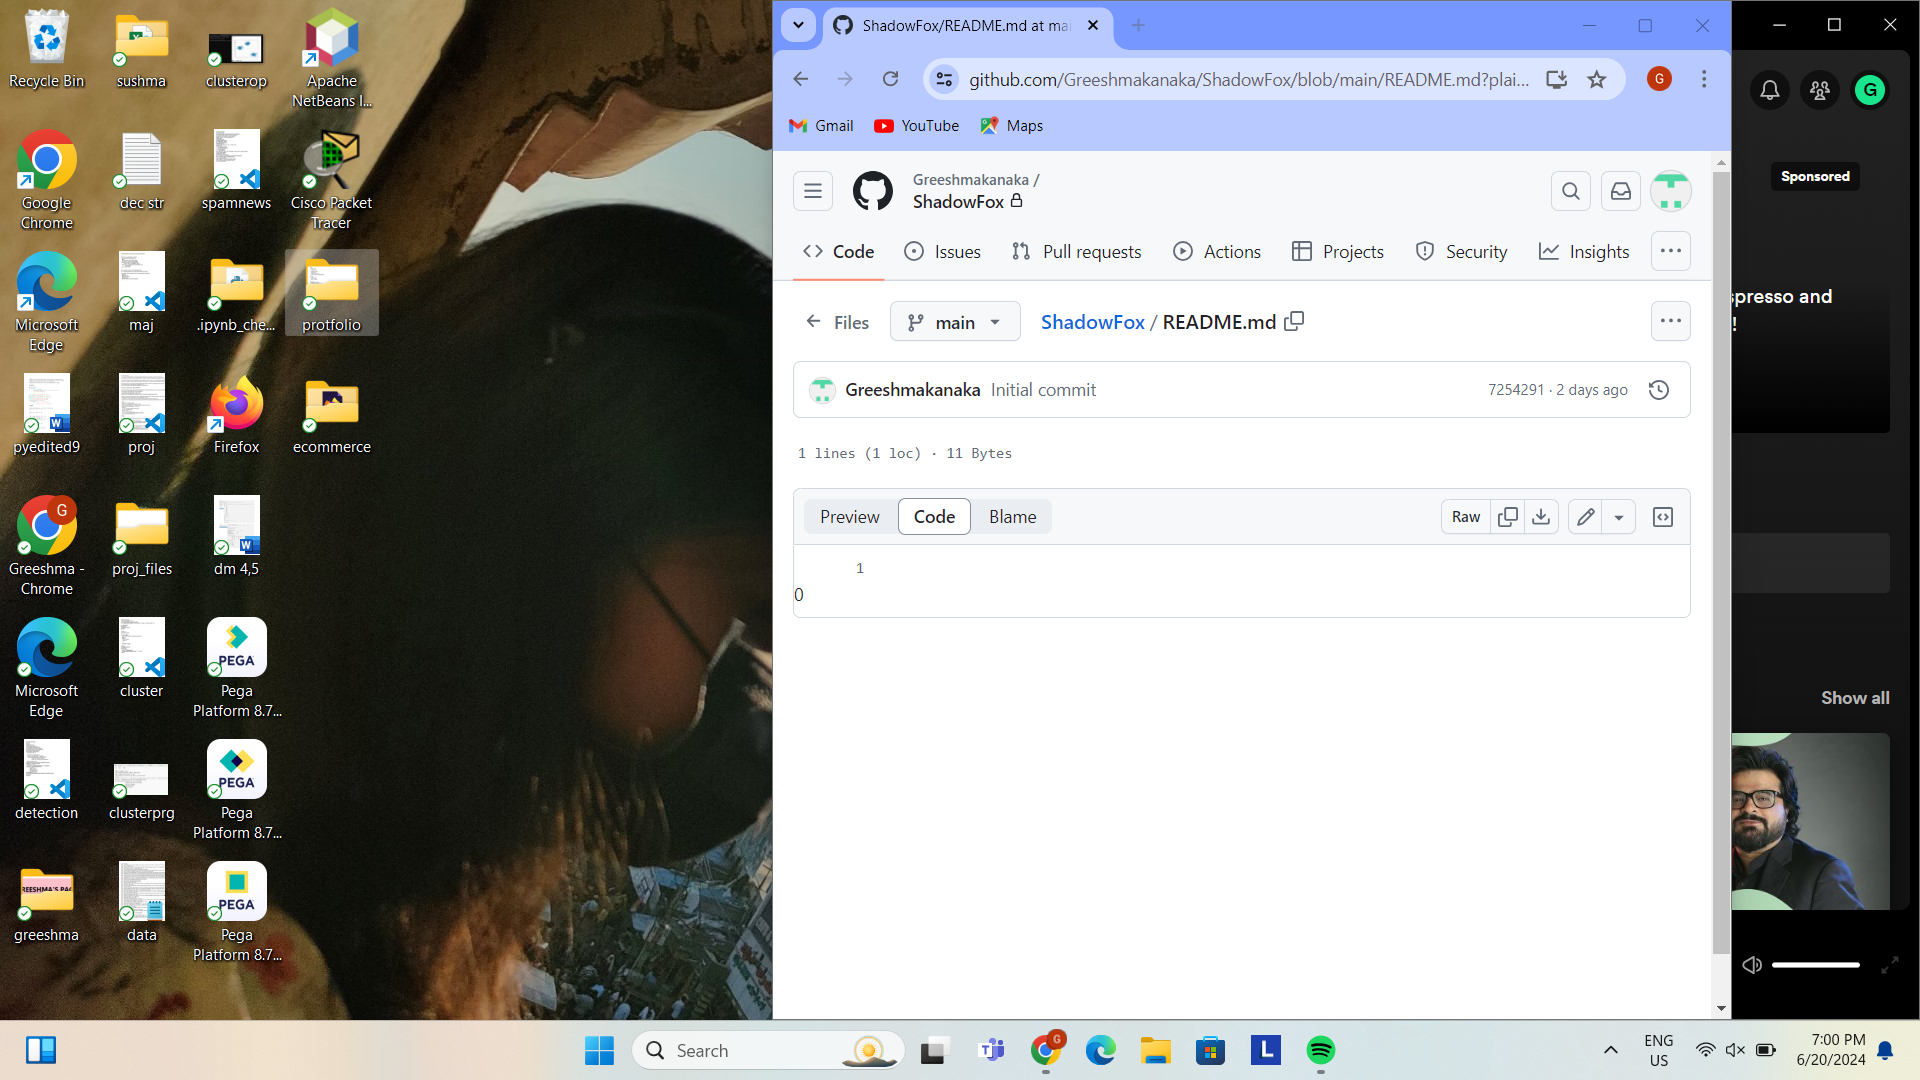 Recycle Bin
sushma
clusterop
Apache
NetBeans I...
Google
Chrome
dec str
spamnews
Cisco Packet
Tracer
Microsoft
Edge
maj
.ipynb_che...
protfolio
pyedited9
proj
Firefox
ecommerce
G
Greeshma -
Chrome
proj_files
dm 4,5
Microsoft
Edge
cluster
PEGA
Pega
Platform 8.7...
detection
clusterprg
PEGA
Pega
Platform 8.7...
greeshma
data
PEGA
Pega
Platform 8.7...
ShadowFox/README.md at mai
github.com/Greeshmakanaka/ShadowFox/blob/main/README.md?plai...
G
Gmail
YouTube
Maps
Greeshmakanaka /
ShadowFox
Code
Issues
Pull requests
Actions
Projects
Security
Insights
Files
main
ShadowFox / README.md
Greeshmakanaka Initial commit
7254291 · 2 days ago
1 lines (1 loc) · 11 Bytes
Preview
Code
Blame
Raw
1
0
G
Sponsored
spresso and
!
Show all
Search
G
L
ENG
US
7:00 PM
6/20/2024